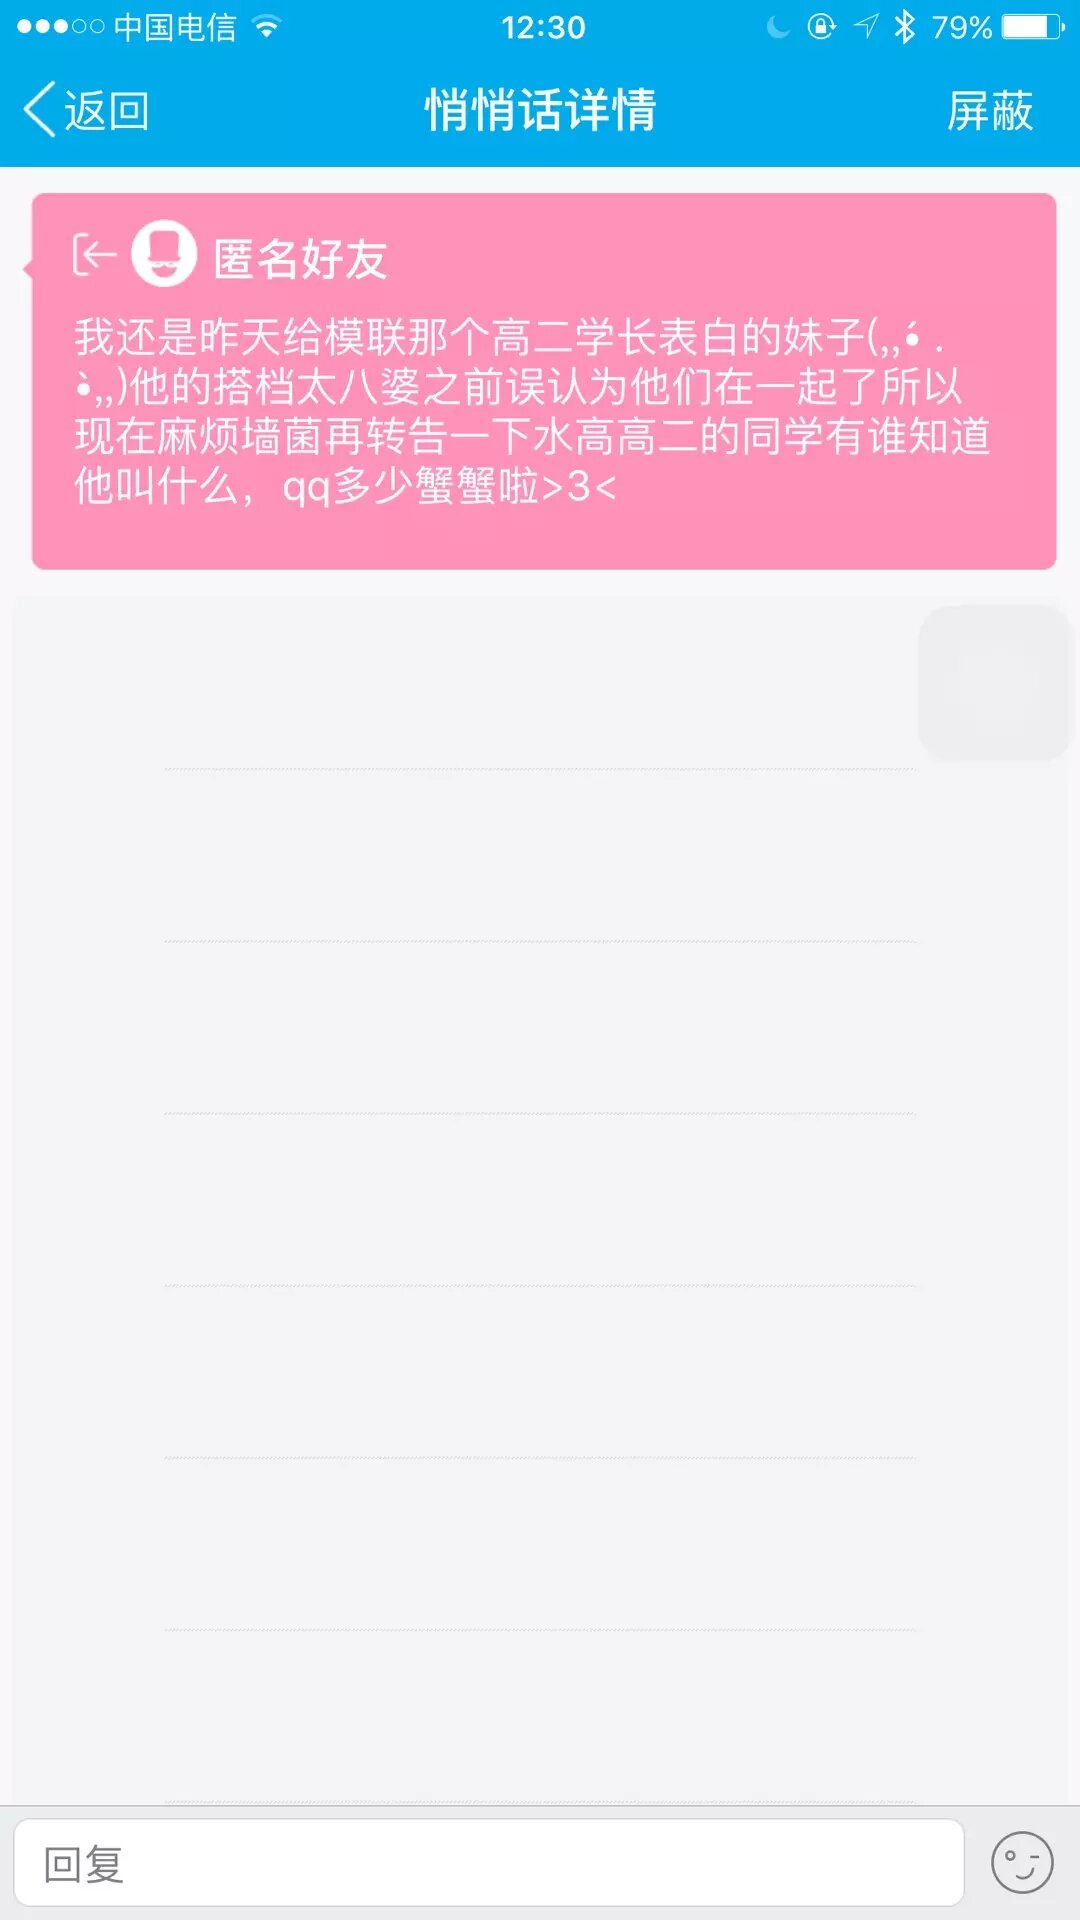 中国电信 12:30 79%
返回 悄悄话详情 屏蔽
匿名好友
我还是昨天给模联那个高二学长表白的妹子(,,• ́ .
• ̀,,)他的搭档太八婆之前误认为他们在一起了所以
现在麻烦墙菌再转告一下水高高二的同学有谁知道
他叫什么，qq多少蟹蟹啦>3<
回复